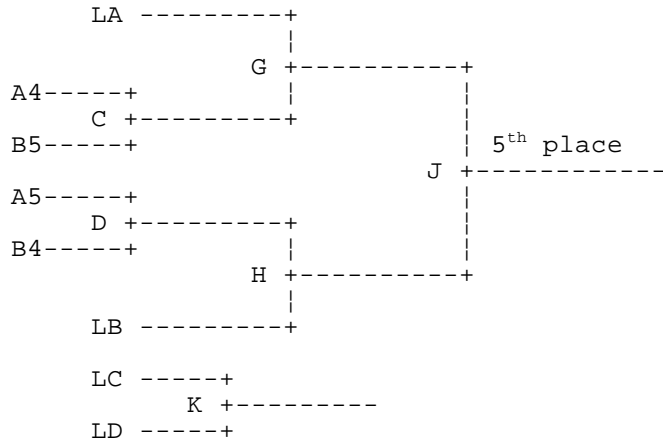 LA ---------+
G +----------+
A4-----+
C +---------+
B5-----+
5th place
J +------------
A5-----+
D +---------+
B4-----+
H +----------+
LB ---------+
LC -----+
K +---------
LD -----+